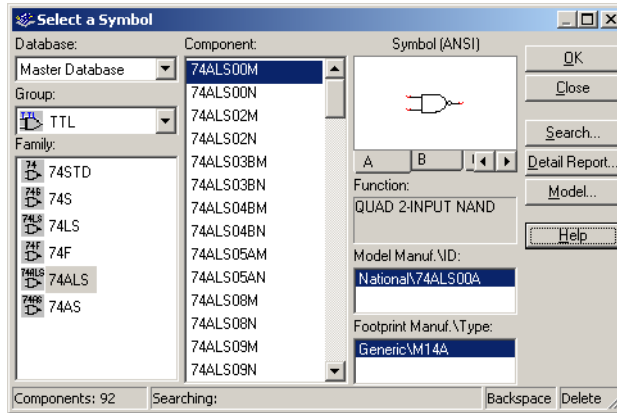 Select a Symbol
Database:
Master Database
Group:
TTL
Family:
74STD
74S
74LS
74F
74ALS
74AS
Component:
74ALS00M
74ALS00N
74ALS02M
74ALS02N
74ALS03BM
74ALS03BN
74ALS04BM
74ALS04BN
74ALS05AM
74ALS05AN
74ALS08M
74ALS08N
74ALS09M
74ALS09N
Symbol (ANSI)
A B
Function:
QUAD 2-INPUT NAND
Model Manuf.\ID:
National\74ALS00A
Footprint Manuf.\Type:
Generic\M14A
OK
Close
Search...
Detail Report...
Model...
Help
Components: 92 Searching: Backspace Delete